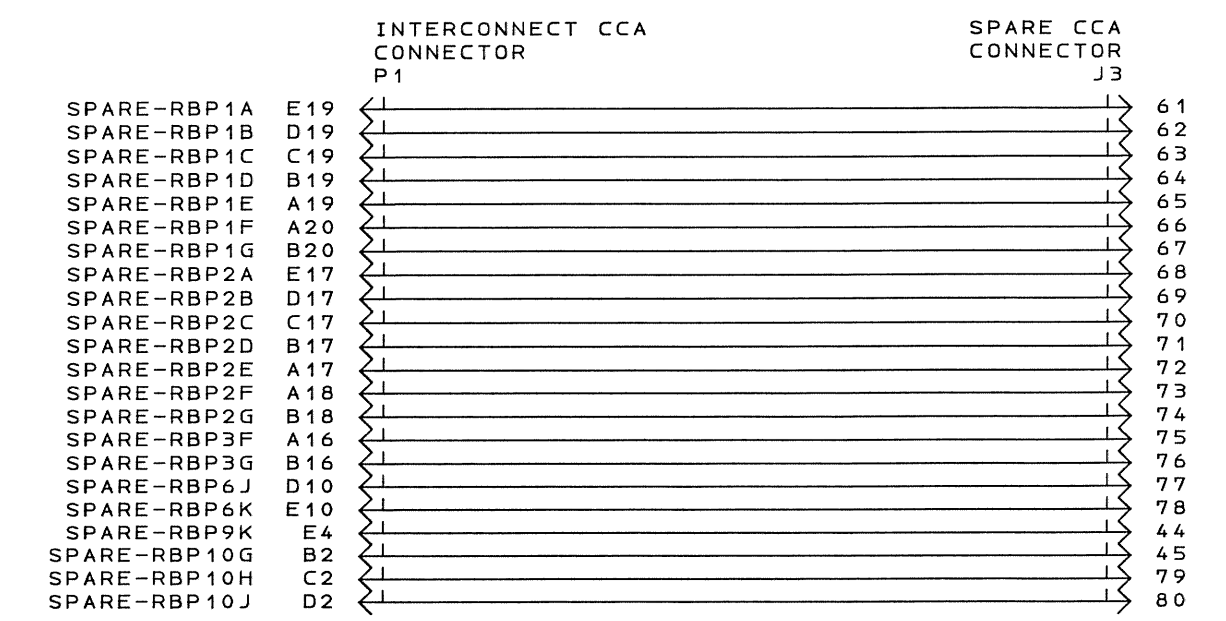 INTERCONNECT CCA SPARE CCA
CONNECTOR CONNECTOR
P1 J3
SPARE-RBP1A E19 61
SPARE-RBP1B D19 62
SPARE-RBP1C C19 63
SPARE-RBP1D B19 64
SPARE-RBP1E A19 65
SPARE-RBP1F A20 66
SPARE-RBP1G B20 67
SPARE-RBP2A E17 68
SPARE-RBP2B D17 69
SPARE-RBP2C C17 70
SPARE-RBP2D B17 71
SPARE-RBP2E A17 72
SPARE-RBP2F A18 73
SPARE-RBP2G B18 74
SPARE-RBP3F A16 75
SPARE-RBP3G B16 76
SPARE-RBP6J D10 77
SPARE-RBP6K E10 78
SPARE-RBP9K E4 44
SPARE-RBP10G B2 45
SPARE-RBP10H C2 79
SPARE-RBP10J D2 80